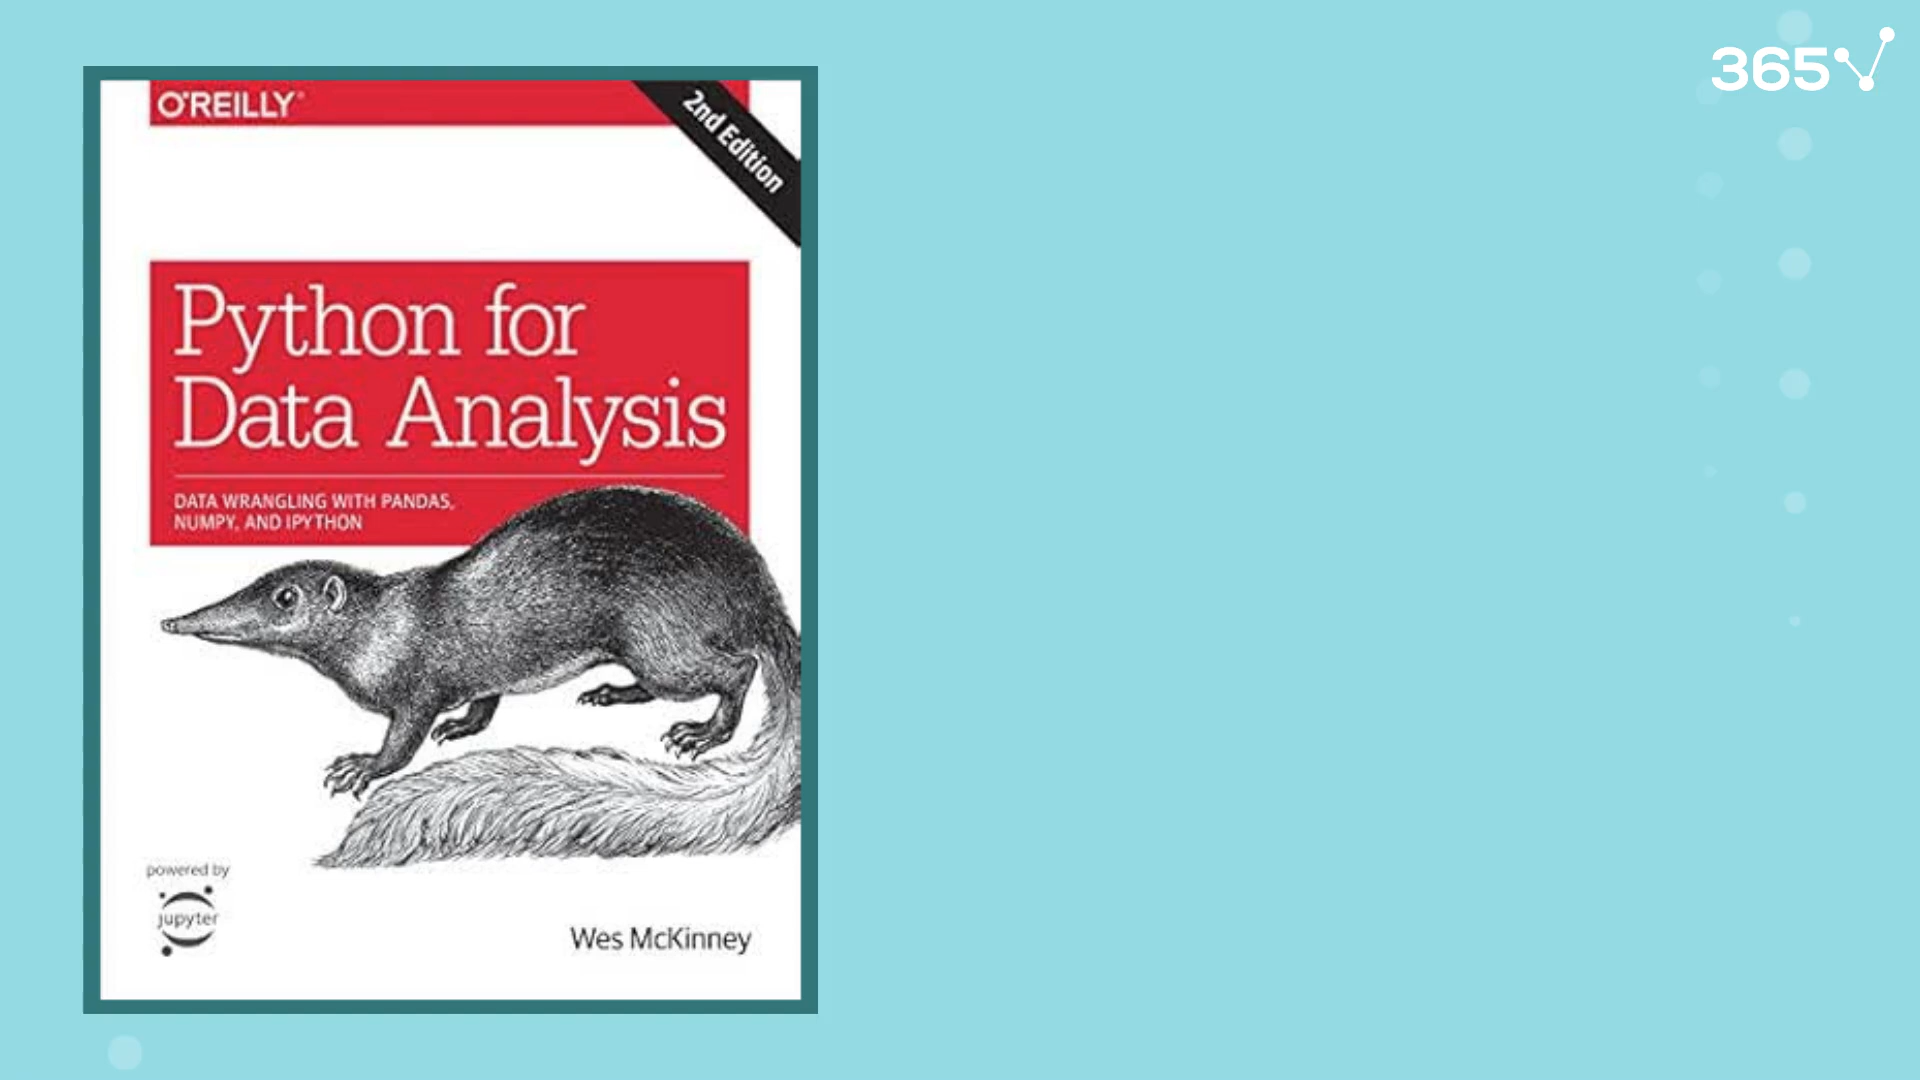 O'REILLY®
2nd Edition
Python for
Data Analysis
DATA WRANGLING WITH PANDAS,
NUMPY, AND IPYTHON
powered by
jupyter
Wes McKinney
365